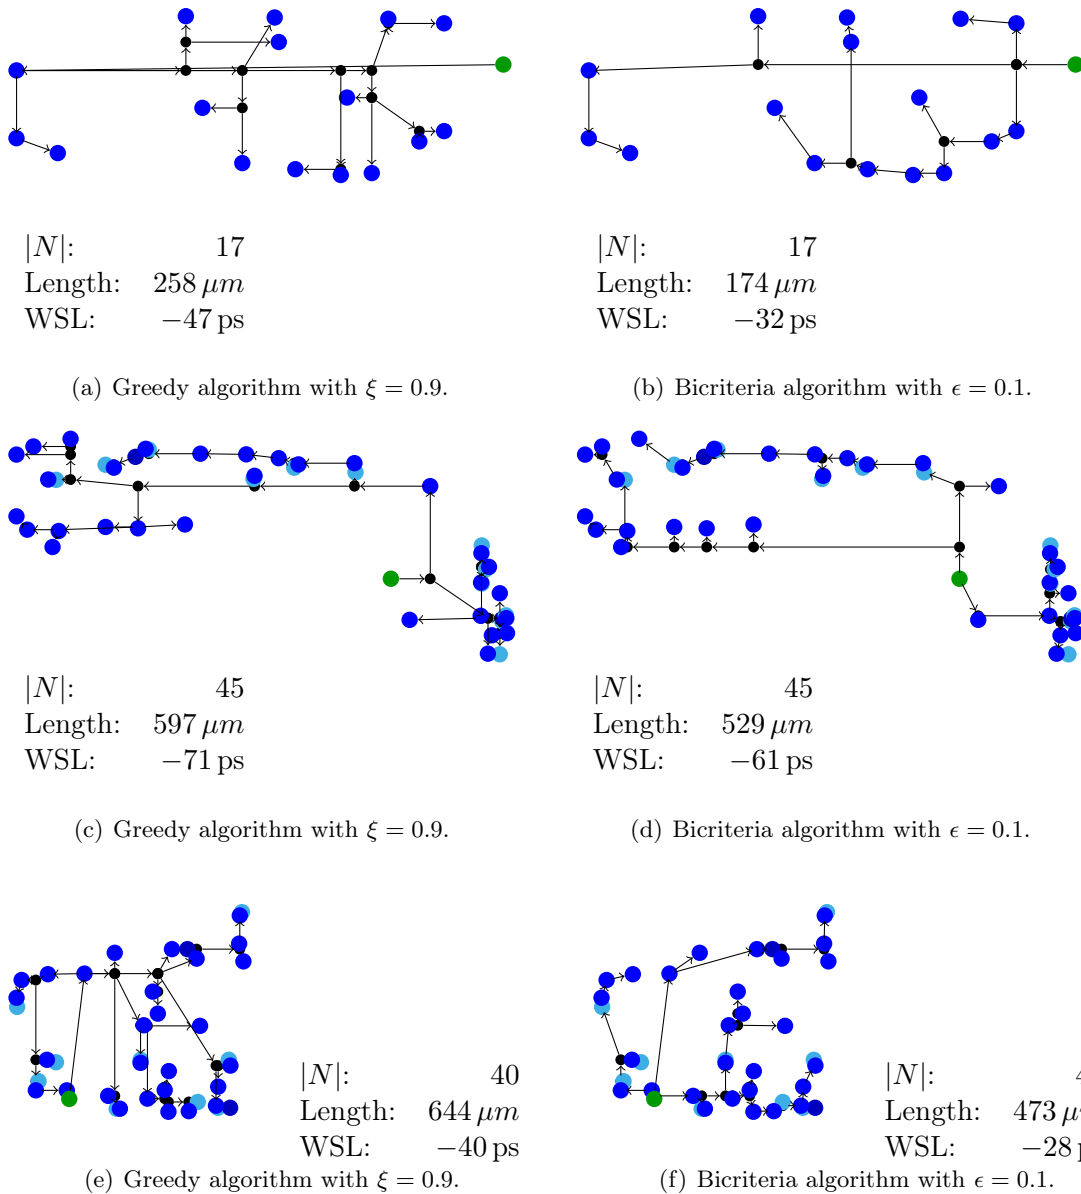 |N|: 17
Length: 258 μm
WSL: −47 ps
(a) Greedy algorithm with ξ = 0.9.
|N|: 17
Length: 174 μm
WSL: −32 ps
(b) Bicriteria algorithm with ϵ = 0.1.
|N|: 45
Length: 597 μm
WSL: −71 ps
(c) Greedy algorithm with ξ = 0.9.
|N|: 45
Length: 529 μm
WSL: −61 ps
(d) Bicriteria algorithm with ϵ = 0.1.
|N|: 40
Length: 644 μm
WSL: −40 ps
(e) Greedy algorithm with ξ = 0.9.
|N|: 4
Length: 473 μ
WSL: −28 p
(f) Bicriteria algorithm with ϵ = 0.1.